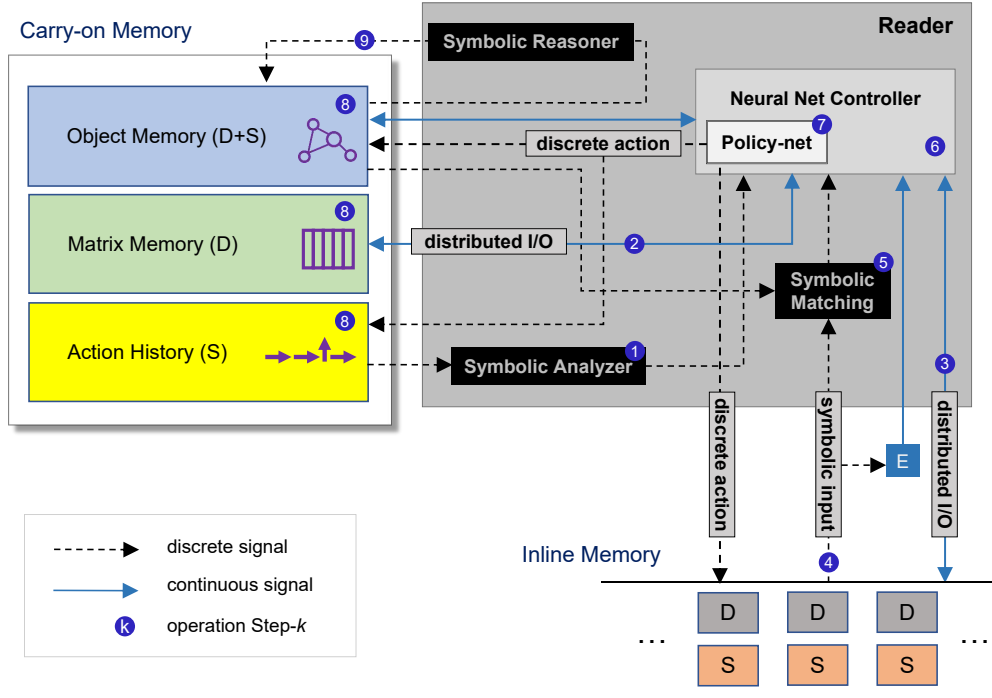 Carry-on Memory
9
Symbolic Reasoner
Reader
8
Object Memory (D+S)
Neural Net Controller
7
Policy-net
6
discrete action
8
Matrix Memory (D)
distributed I/O
2
5
Symbolic
Matching
8
Action History (S)
1
Symbolic Analyzer
3
discrete action
symbolic input
distributed I/O
E
discrete signal
continuous signal
k
operation Step-k
Inline Memory
4
D
D
D
...
...
S
S
S